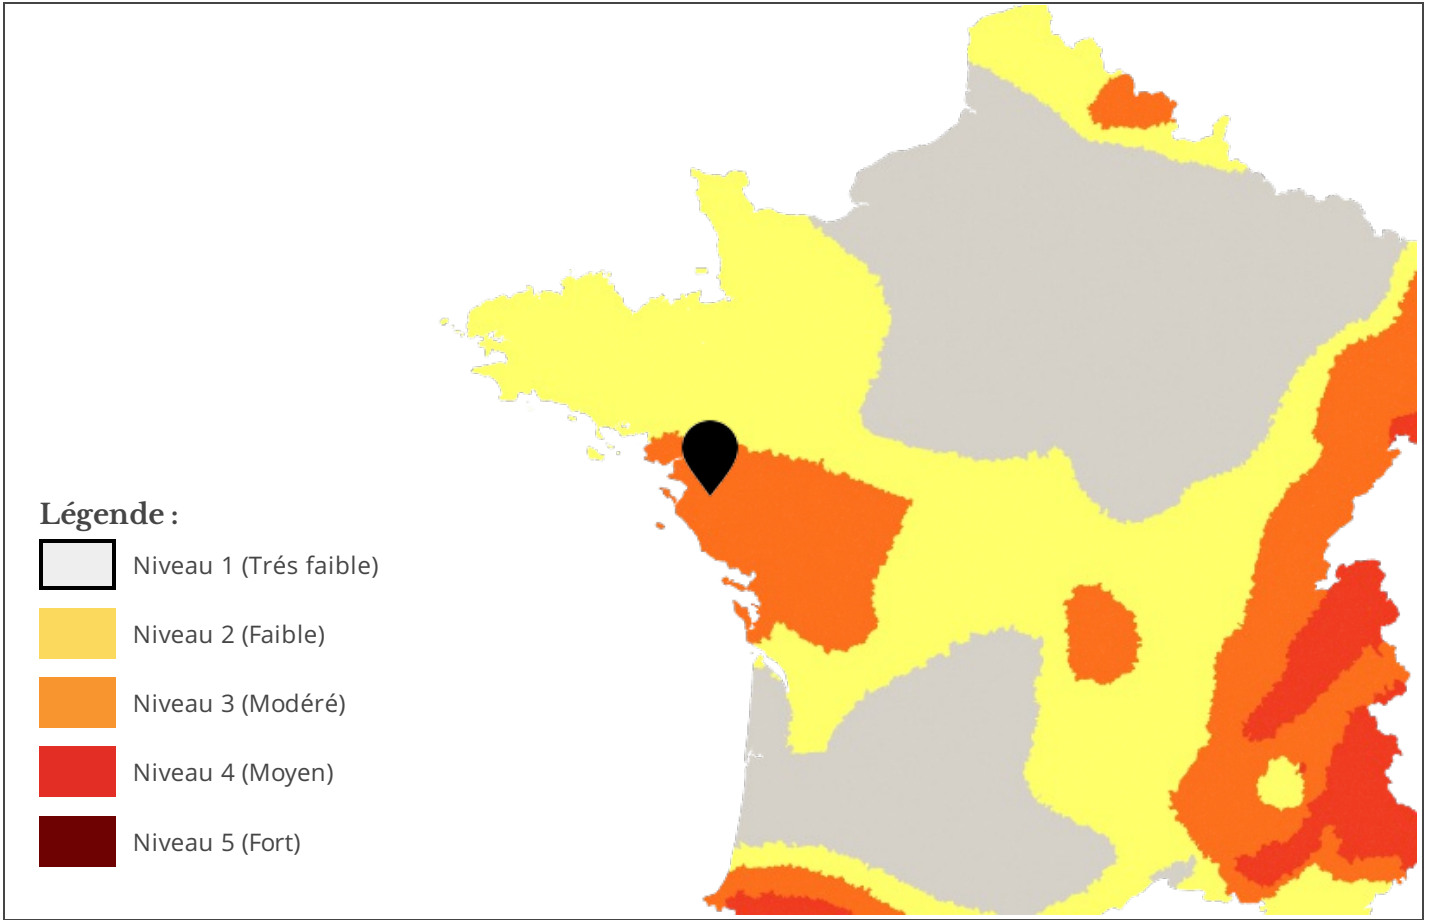 Légende :
Niveau 1 (Trés faible)
Niveau 2 (Faible)
Niveau 3 (Modéré)
Niveau 4 (Moyen)
Niveau 5 (Fort)